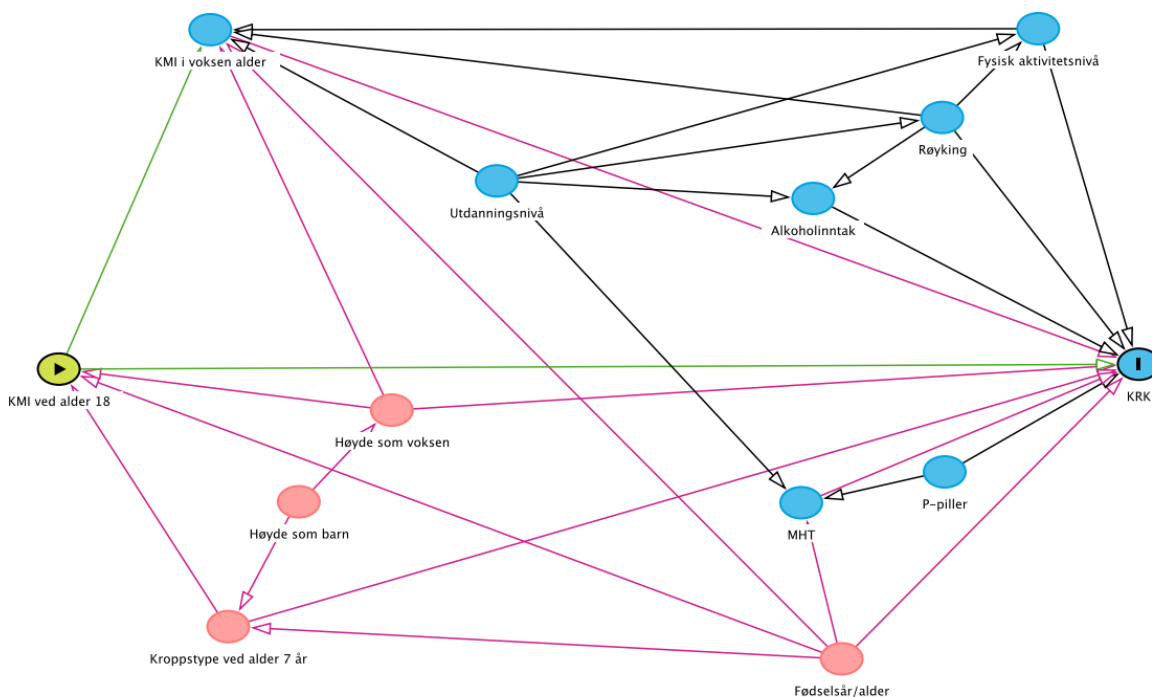 KMI i voksen alder
Fysisk aktivitetsnivå
Røyking
Utdanningsnivå
Alkoholinntak
KMI ved alder 18
KRK
Høyde som voksen
P-piller
Høyde som barn
MHT
Kroppstype ved alder 7 år
Fødselsår/alder